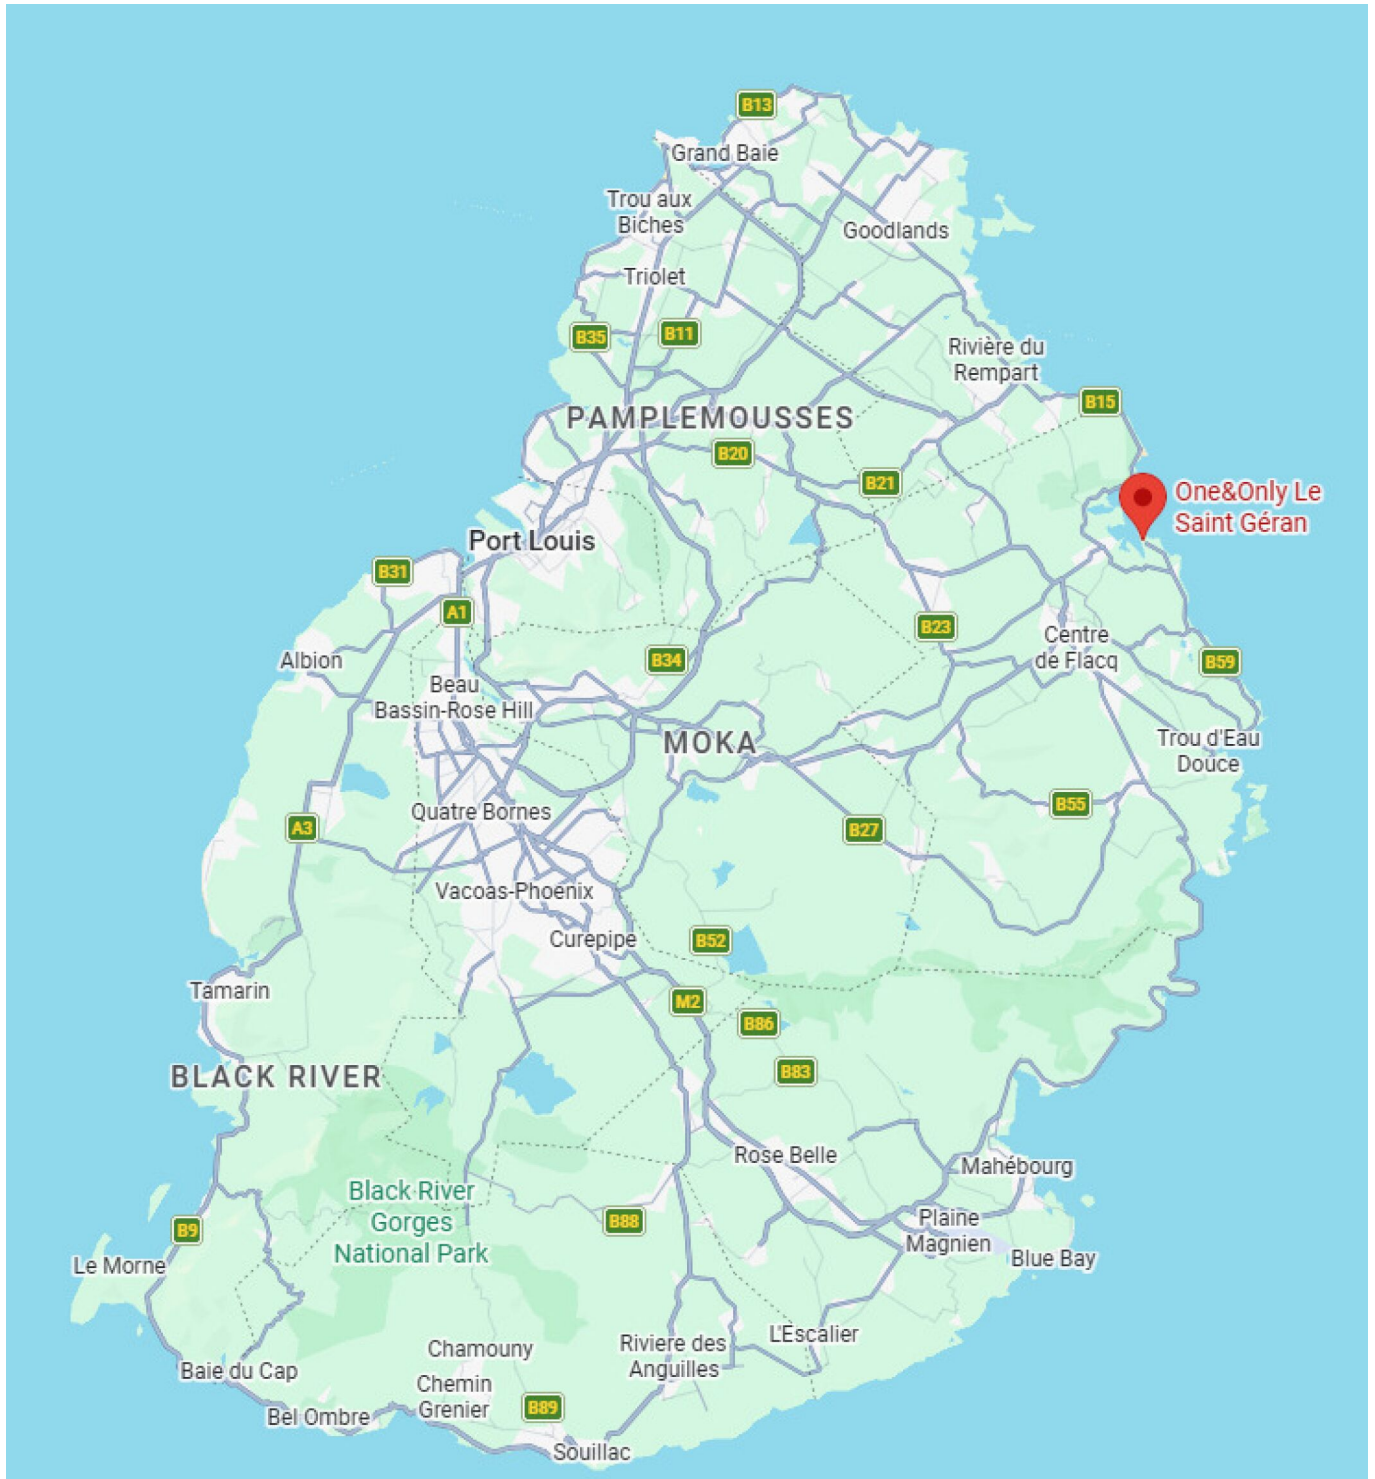 B13
Grand Baie
Trou aux
Biches
Goodlands
Triolet
B35
B11
Rivière du
Rempart
B15
PAMPLEMOUSSES
B20
B21
One&Only Le
Saint Géran
Port Louis
B31
A1
B23
Centre
de Flacq
B34
B59
Albion
Beau
Bassin-Rose Hill
MOKA
Trou d'Eau
Douce
Quatre Bornes
B55
A3
B27
Vacoas-Phoenix
Curepipe
B52
Tamarin
M2
B86
BLACK RIVER
B83
Rose Belle
Mahébourg
Black River
Gorges
National Park
B88
B9
Plaine
Magnien
Le Morne
Blue Bay
L'Escalier
Chamouny
Riviere des
Anguilles
Baie du Cap
Chemin
Grenier
B89
Bel Ombre
Souillac